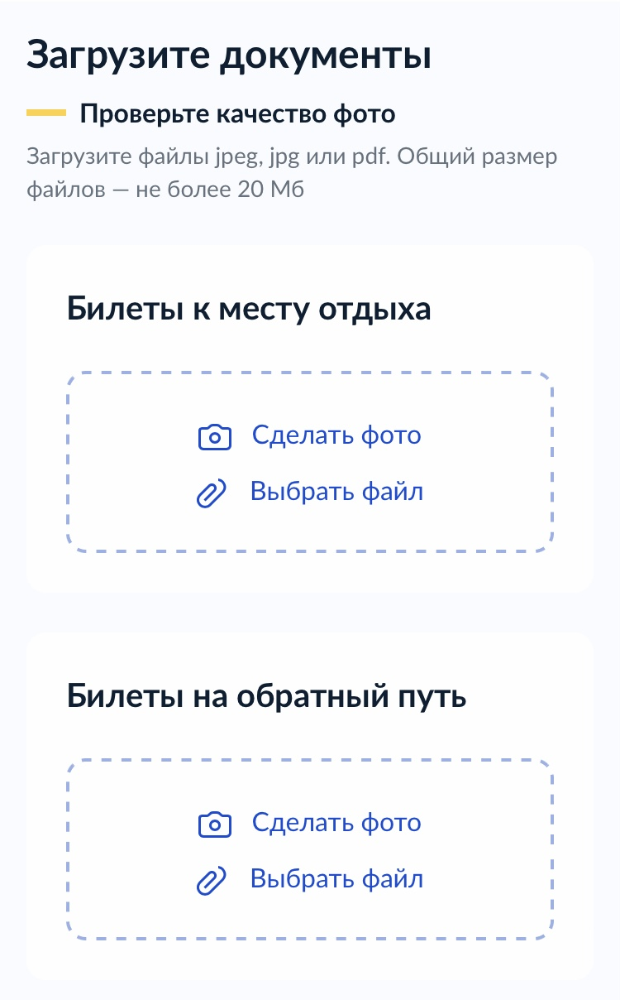 Загрузите документы
Проверьте качество фото
Загрузите файлы jpeg, jpg или pdf. Общий размер
файлов — не более 20 Мб
Билеты к месту отдыха
Сделать фото
Выбрать файл
Билеты на обратный путь
Сделать фото
Выбрать файл